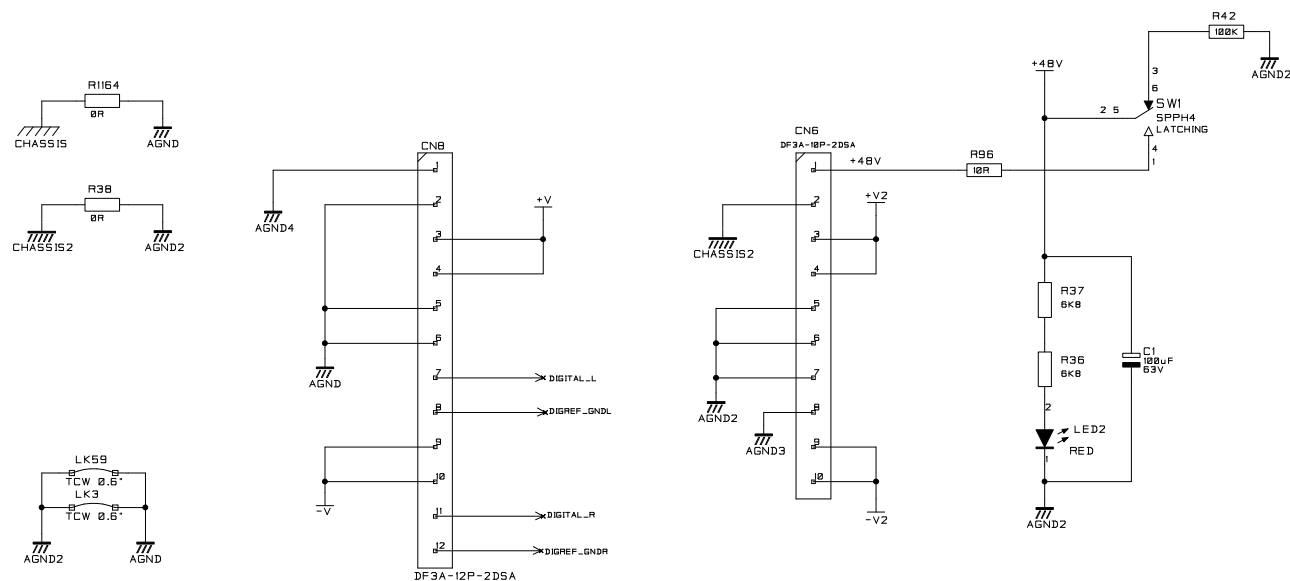 R1164
0R
CHASSIS
AGND
R38
0R
CHASSIS2
AGND2
LK59
TCW 0.6"
LK3
TCW 0.6"
AGND2
AGND
CN8
1
2
3
4
5
6
7
8
9
10
11
12
AGND4
+V
AGND
DIGITAL_L
DIGREF_GNDL
-V
DIGITAL_R
DIGREF_GNDR
DF3A-12P-2DSA
CN6
DF3A-10P-2DSA
1
2
3
4
5
6
7
8
9
10
+48V
+V2
CHASSIS2
AGND2
AGND3
-V2
R96
10R
+48V
R42
100K
AGND2
3
6
2 5
SW1
SPPH4
LATCHING
4
1
R37
6K8
R36
6K8
C1
100uF
63V
2
LED2
RED
1
AGND2